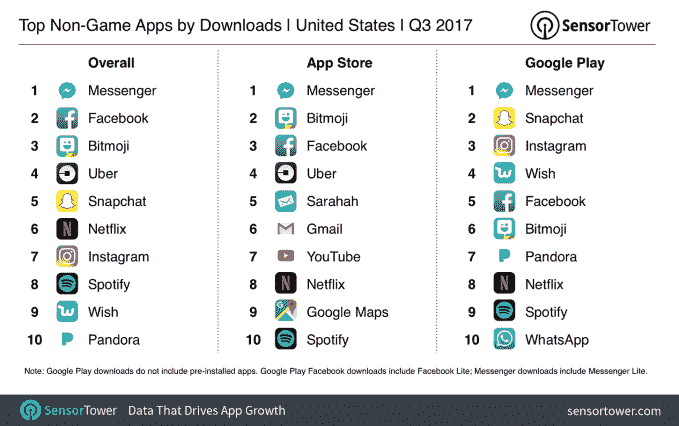 Top Non-Game Apps by Downloads | United States | Q3 2017
SensorTower
Overall
1 Messenger
2 Facebook
3 Bitmoji
4 Uber
5 Snapchat
6 Netflix
7 Instagram
8 Spotify
9 Wish
10 Pandora
App Store
1 Messenger
2 Bitmoji
3 Facebook
4 Uber
5 Sarahah
6 Gmail
7 YouTube
8 Netflix
9 Google Maps
10 Spotify
Google Play
1 Messenger
2 Snapchat
3 Instagram
4 Wish
5 Facebook
6 Bitmoji
7 Pandora
8 Netflix
9 Spotify
10 WhatsApp
Note: Google Play downloads do not include pre-installed apps. Google Play Facebook downloads include Facebook Lite; Messenger downloads include Messenger Lite.
SensorTower Data That Drives App Growth sensortower.com